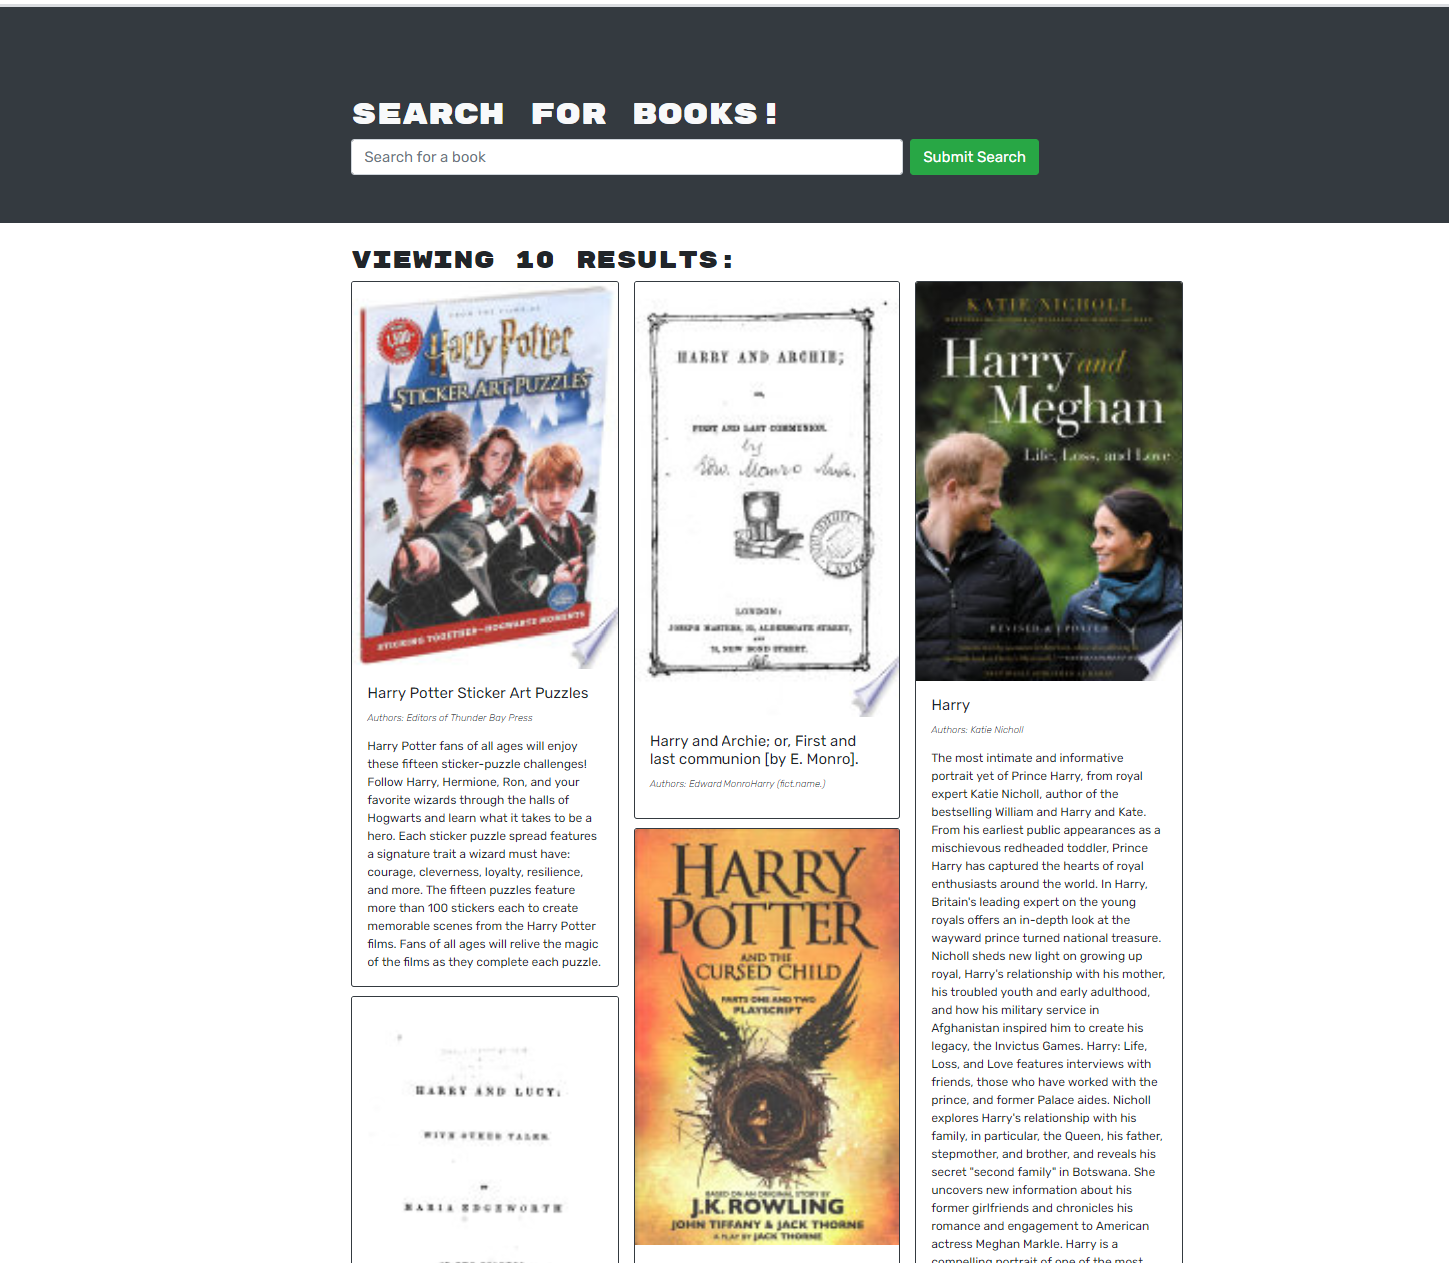 SEARCH FOR BOOKS!
Search for a book
Submit Search
VIEWING 10 RESULTS:
1,500+
Harry Potter
STICKER ART PUZZLES
STICKING TOGETHER—HOGWARTS MOMENTS
Harry Potter Sticker Art Puzzles
Authors: Editors of Thunder Bay Press
Harry Potter fans of all ages will enjoy
these fifteen sticker-puzzle challenges!
Follow Harry, Hermione, Ron, and your
favorite wizards through the halls of
Hogwarts and learn what it takes to be a
hero. Each sticker puzzle spread features
a signature trait a wizard must have:
courage, cleverness, loyalty, resilience,
and more. The fifteen puzzles feature
more than 100 stickers each to create
memorable scenes from the Harry Potter
films. Fans of all ages will relive the magic
of the films as they complete each puzzle.
HARRY AND LUCY;
WITH OTHER TALES.
MARIA EDGEWORTH
HARRY AND ARCHIE;
OR,
FIRST AND LAST COMMUNION.
by
Edw. Monro
LONDON:
JOSEPH MASTERS, 33, ALDERSGATE STREET,
AND
78, NEW BOND STREET.
Harry and Archie; or, First and
last communion [by E. Monro].
Authors: Edward MonroHarry (fict.name.)
HARRY
POTTER
AND THE
CURSED CHILD
PARTS ONE AND TWO
PLAYSCRIPT
BASED ON AN ORIGINAL STORY BY
J.K. ROWLING
JOHN TIFFANY & JACK THORNE
A PLAY BY JACK THORNE
KATIE NICHOLL
Harry and
Meghan
Life, Loss, and Love
REVISED & UPDATED
Harry
Authors: Katie Nicholl
The most intimate and informative
portrait yet of Prince Harry, from royal
expert Katie Nicholl, author of the
bestselling William and Harry and Kate.
From his earliest public appearances as a
mischievous redheaded toddler, Prince
Harry has captured the hearts of royal
enthusiasts around the world. In Harry,
Britain's leading expert on the young
royals offers an in-depth look at the
wayward prince turned national treasure.
Nicholl sheds new light on growing up
royal, Harry's relationship with his mother,
his troubled youth and early adulthood,
and how his military service in
Afghanistan inspired him to create his
legacy, the Invictus Games. Harry: Life,
Loss, and Love features interviews with
friends, those who have worked with the
prince, and former Palace aides. Nicholl
explores Harry's relationship with his
family, in particular, the Queen, his father,
stepmother, and brother, and reveals his
secret "second family" in Botswana. She
uncovers new information about his
former girlfriends and chronicles his
romance and engagement to American
actress Meghan Markle. Harry is a
compelling portrait of one of the most